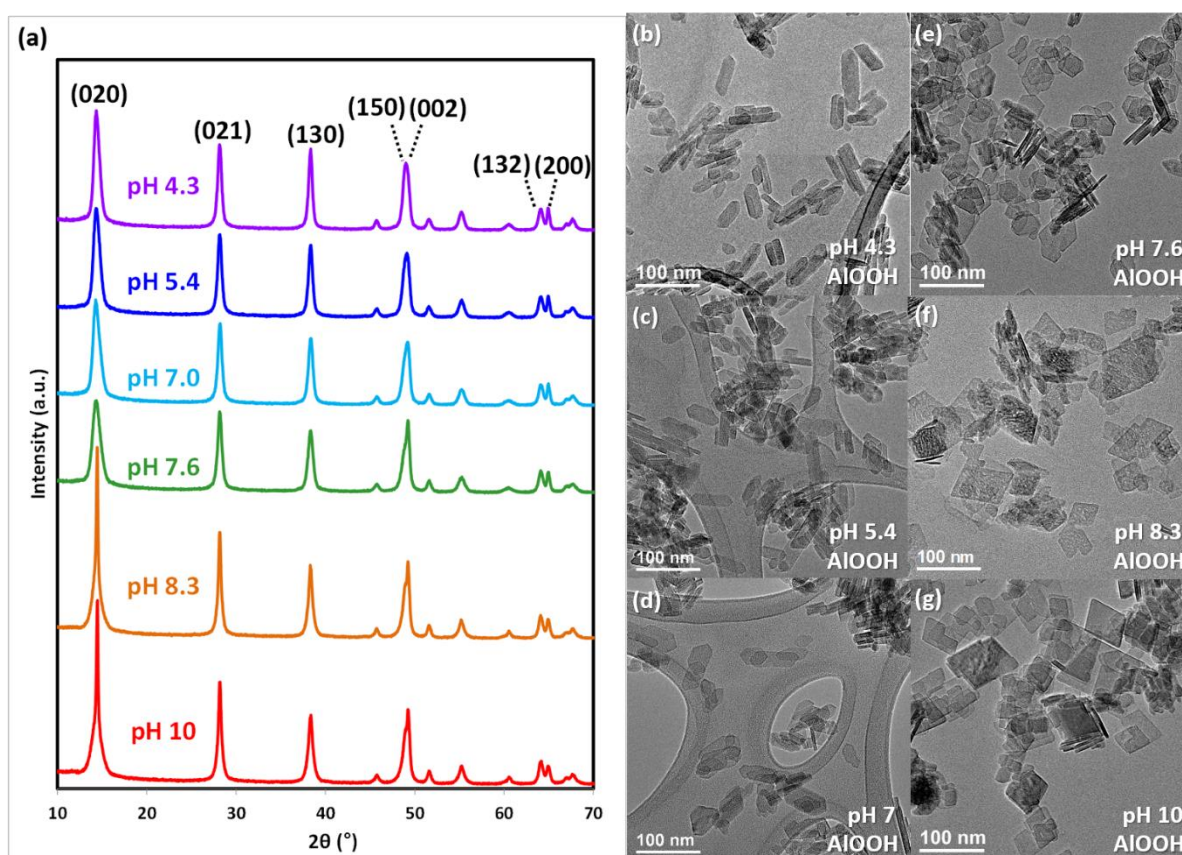 (a)
(020)
(021)
(130)
(150) (002)
(132) (200)
pH 4.3
pH 5.4
pH 7.0
pH 7.6
pH 8.3
pH 10
Intensity (a.u.)
10 20 30 40 50 60 70
2θ (°)
(b)
pH 4.3
AlOOH
100 nm
(c)
pH 5.4
AlOOH
100 nm
(d)
pH 7
AlOOH
100 nm
(e)
pH 7.6
AlOOH
100 nm
(f)
pH 8.3
AlOOH
100 nm
(g)
pH 10
AlOOH
100 nm